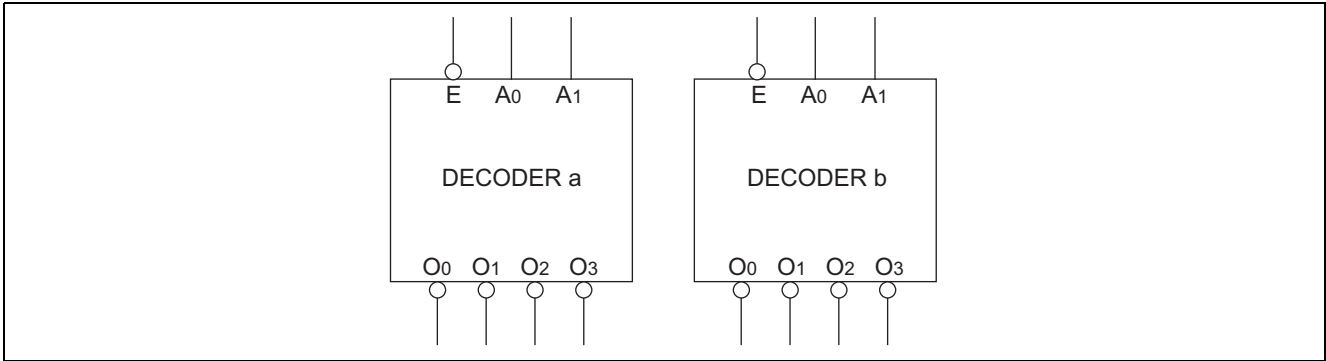 E A0 A1 E A0 A1
DECODER a DECODER b
O0 O1 O2 O3 O0 O1 O2 O3